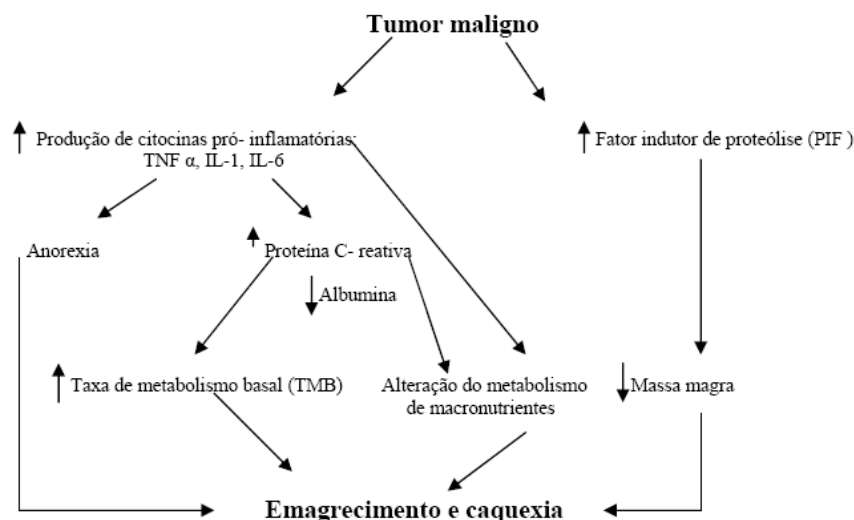 Tumor maligno
Produção de citocinas pró- inflamatórias:
TNF α, IL-1, IL-6
Fator indutor de proteólise (PIF )
Anorexia
Proteína C- reativa
Albumina
Taxa de metabolismo basal (TMB)
Alteração do metabolismo
de macronutrientes
Massa magra
Emagrecimento e caquexia